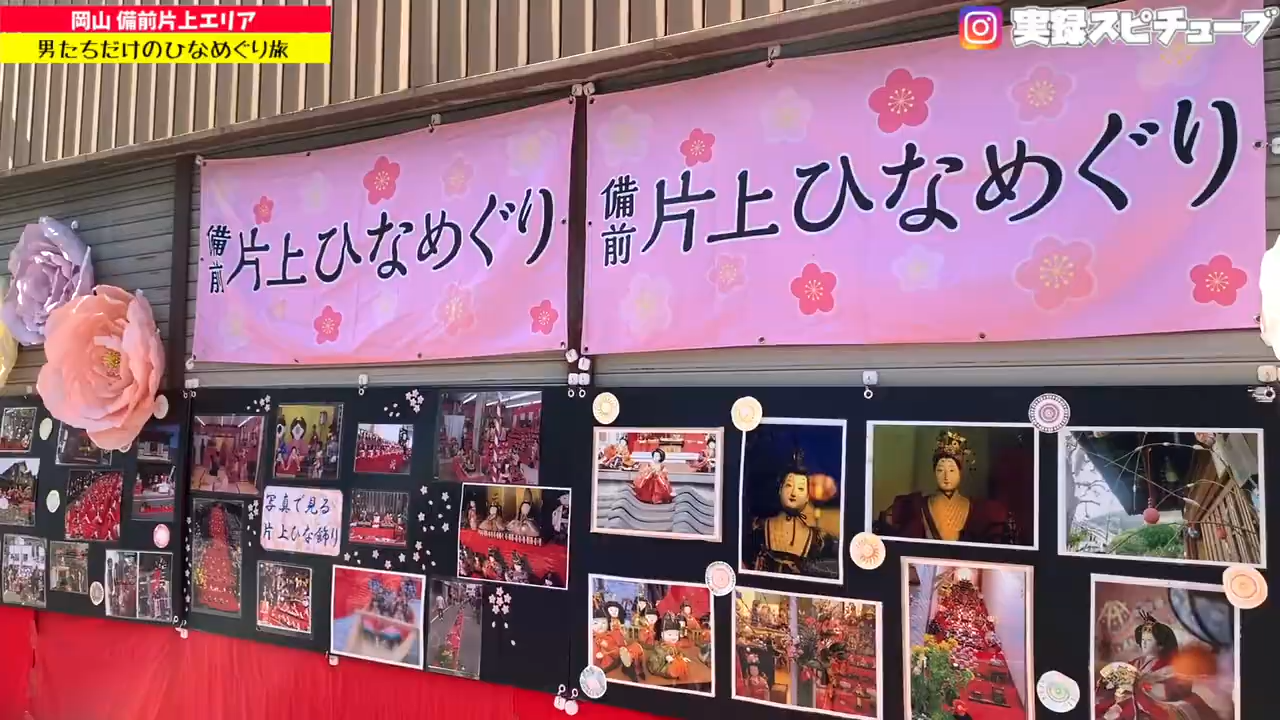 岡山 備前片上エリア
男たちだけのひなめぐり旅
実録スピチューブ
備前 片上ひなめぐり
備前 片上ひなめぐり
写真で見る
片上ひな飾り